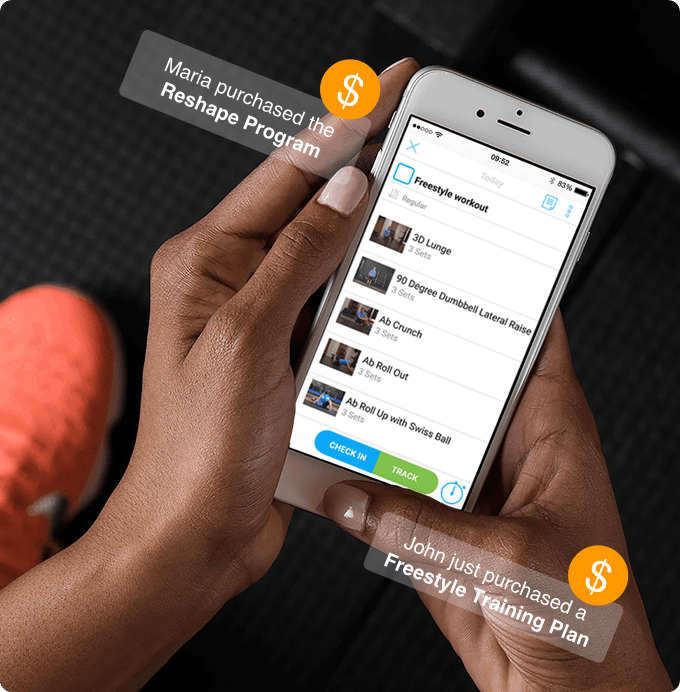 Maria purchased the
Reshape Program
$
09:52
83%
Today
Freestyle workout
Regular
3D Lunge
3 Sets
90 Degree Dumbbell Lateral Raise
3 Sets
Ab Crunch
3 Sets
Ab Roll Out
3 Sets
Ab Roll Up with Swiss Ball
3 Sets
CHECK IN
TRACK
$
John just purchased a
Freestyle Training Plan